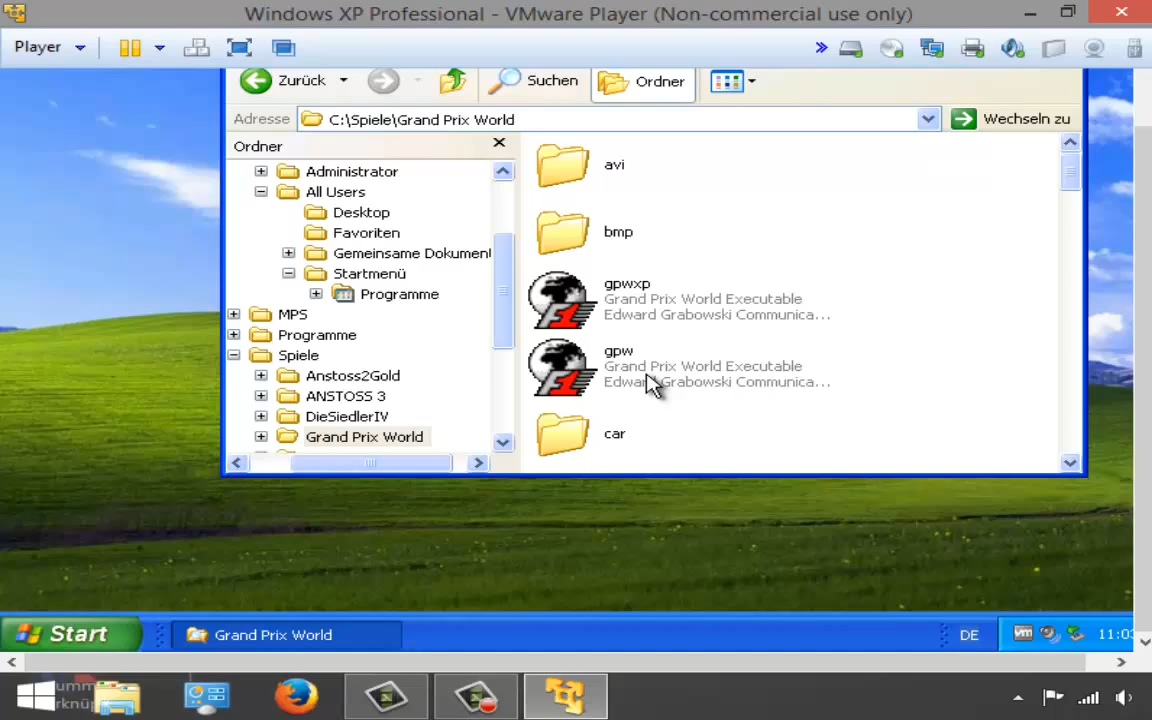 Windows XP Professional - VMware Player (Non-commercial use only)
Player
Zurück
Suchen
Ordner
Adresse
C:\Spiele\Grand Prix World
Wechseln zu
Ordner
Administrator
All Users
Desktop
Favoriten
Gemeinsame Dokument
Startmenü
Programme
MPS
Programme
Spiele
Anstoss2Gold
ANSTOSS 3
DieSiedlerIV
Grand Prix World
avi
bmp
gpwxp
Grand Prix World Executable
Edward Grabowski Communica...
gpw
Grand Prix World Executable
Edward Grabowski Communica...
car
Start
Grand Prix World
DE
vm
11:03